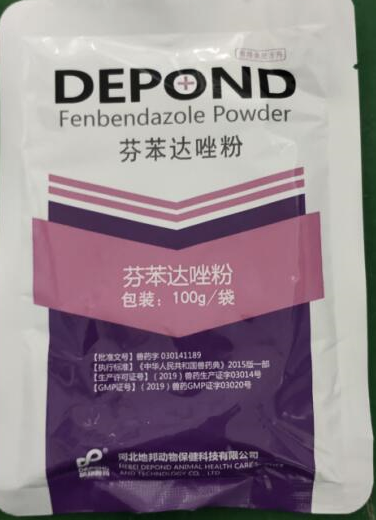 DEPOND
Fenbendazole Powder
芬苯达唑粉
芬苯达唑粉
包装：100g/袋
【批准文号】兽药字 030141189
【执行标准】《中华人民共和国兽药典》2015版一部
【生产许可证号】（2019）兽药生产证字03014号
【GMP证号】（2019）兽药GMP证字03020号
DEPOND
河北地邦动物保健科技有限公司
HEBEI DEPOND ANIMAL HEALTH CARE SCIENCE
AND TECHNOLOGY CO., LTD